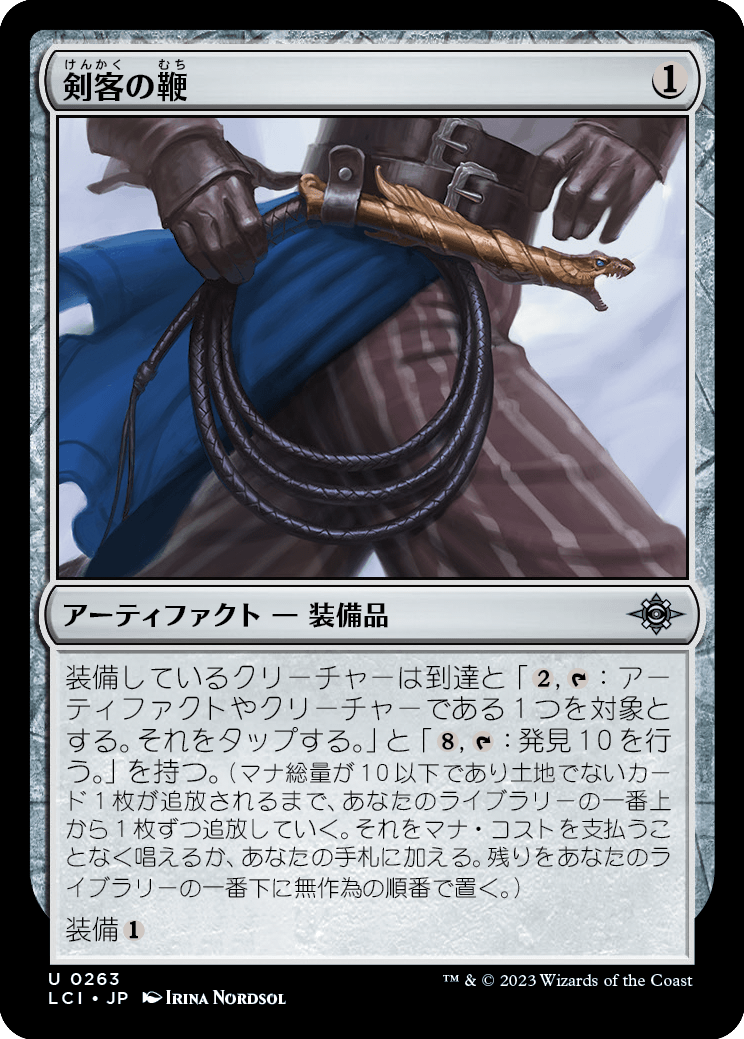 けんかく むち
剣客の鞭 1
アーティファクト — 装備品
装備しているクリーチャーは到達と「2, T:アー
ティファクトやクリーチャーである1つを対象と
する。それをタップする。」と「8, T:発見10を行
う。」を持つ。(マナ総量が10以下であり土地でないカー
ド1枚が追放されるまで、あなたのライブラリーの一番上
から1枚ずつ追放していく。それをマナ・コストを支払うこ
となく唱えるか、あなたの手札に加える。残りをあなたのラ
イブラリーの一番下に無作為の順番で置く。)
装備1
U 0263
LCI • JP Irina Nordsol
™ & © 2023 Wizards of the Coast